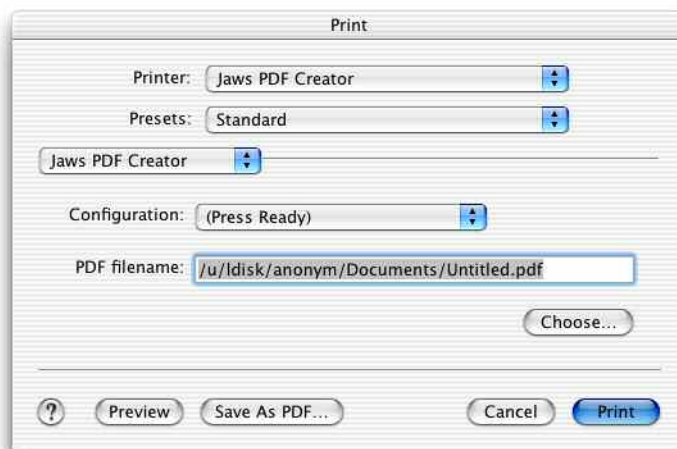 Print
Printer: Jaws PDF Creator
Presets: Standard
Jaws PDF Creator
Configuration: (Press Ready)
PDF filename: /u/ldisk/anonym/Documents/Untitled.pdf
Choose...
? Preview Save As PDF... Cancel Print